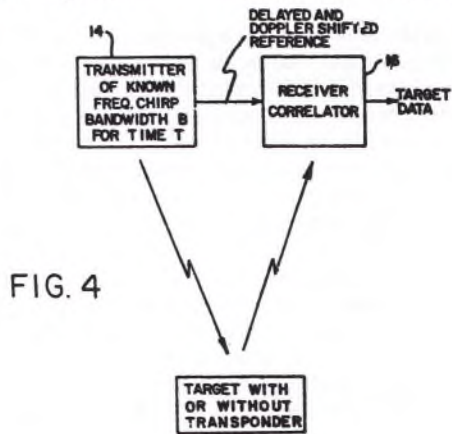 14
TRANSMITTER
OF KNOWN
FREQ. CHIRP
BANDWIDTH B
FOR TIME T
DELAYED AND
DOPPLER SHIFTED
REFERENCE
16
RECEIVER
CORRELATOR
TARGET
DATA
FIG. 4
TARGET WITH
OR WITHOUT
TRANSPONDER